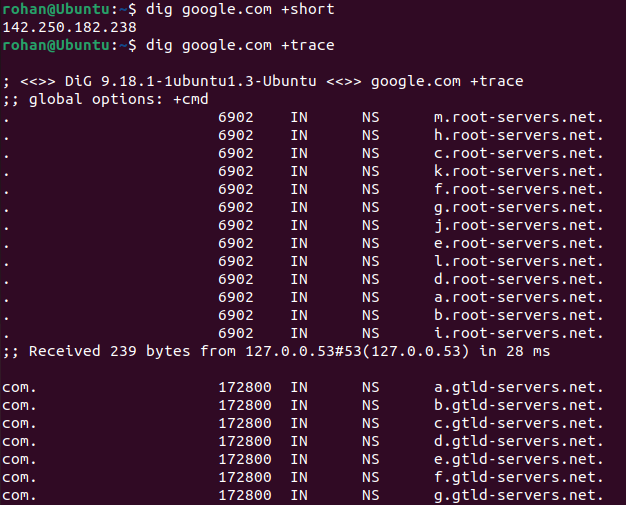 rohan@Ubuntu:~$ dig google.com +short
142.250.182.238
rohan@Ubuntu:~$ dig google.com +trace
; <<>> DiG 9.18.1-1ubuntu1.3-Ubuntu <<>> google.com +trace
;; global options: +cmd
. 6902 IN NS m.root-servers.net.
. 6902 IN NS h.root-servers.net.
. 6902 IN NS c.root-servers.net.
. 6902 IN NS k.root-servers.net.
. 6902 IN NS f.root-servers.net.
. 6902 IN NS g.root-servers.net.
. 6902 IN NS j.root-servers.net.
. 6902 IN NS e.root-servers.net.
. 6902 IN NS l.root-servers.net.
. 6902 IN NS d.root-servers.net.
. 6902 IN NS a.root-servers.net.
. 6902 IN NS b.root-servers.net.
. 6902 IN NS i.root-servers.net.
;; Received 239 bytes from 127.0.0.53#53(127.0.0.53) in 28 ms
com. 172800 IN NS a.gtld-servers.net.
com. 172800 IN NS b.gtld-servers.net.
com. 172800 IN NS c.gtld-servers.net.
com. 172800 IN NS d.gtld-servers.net.
com. 172800 IN NS e.gtld-servers.net.
com. 172800 IN NS f.gtld-servers.net.
com. 172800 IN NS g.gtld-servers.net.